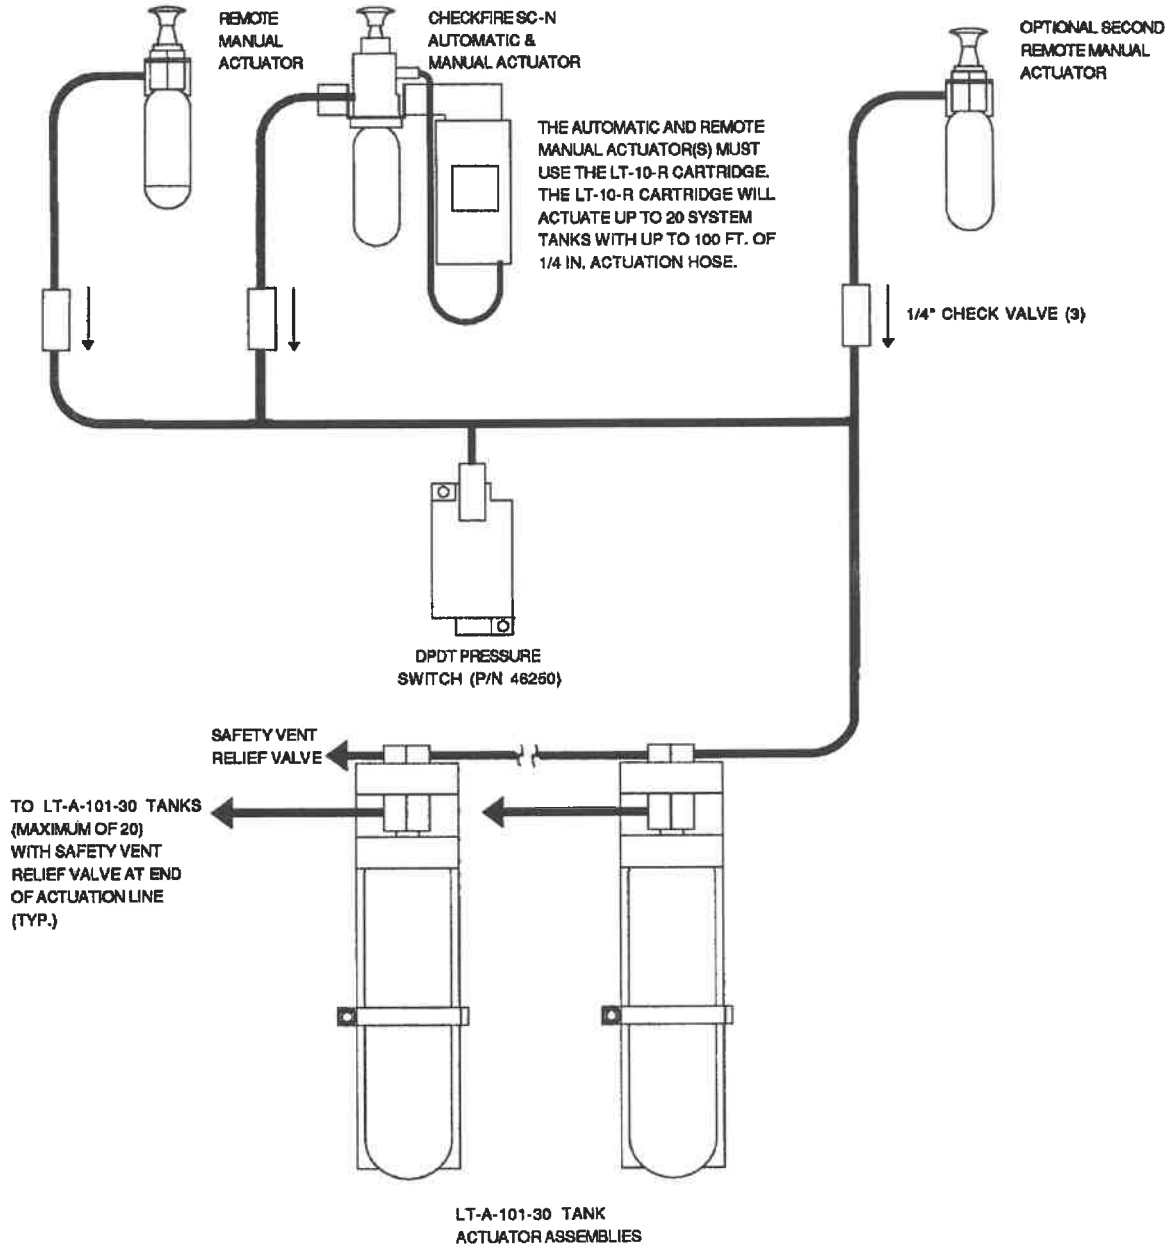 REMOTE
MANUAL
ACTUATOR
CHECKFIRE SC-N
AUTOMATIC &
MANUAL ACTUATOR
OPTIONAL SECOND
REMOTE MANUAL
ACTUATOR
THE AUTOMATIC AND REMOTE
MANUAL ACTUATOR(S) MUST
USE THE LT-10-R CARTRIDGE.
THE LT-10-R CARTRIDGE WILL
ACTUATE UP TO 20 SYSTEM
TANKS WITH UP TO 100 FT. OF
1/4 IN. ACTUATION HOSE.
1/4" CHECK VALVE (3)
DPDT PRESSURE
SWITCH (P/N 46250)
SAFETY VENT
RELIEF VALVE
TO LT-A-101-30 TANKS
(MAXIMUM OF 20)
WITH SAFETY VENT
RELIEF VALVE AT END
OF ACTUATION LINE
(TYP.)
LT-A-101-30 TANK
ACTUATOR ASSEMBLIES